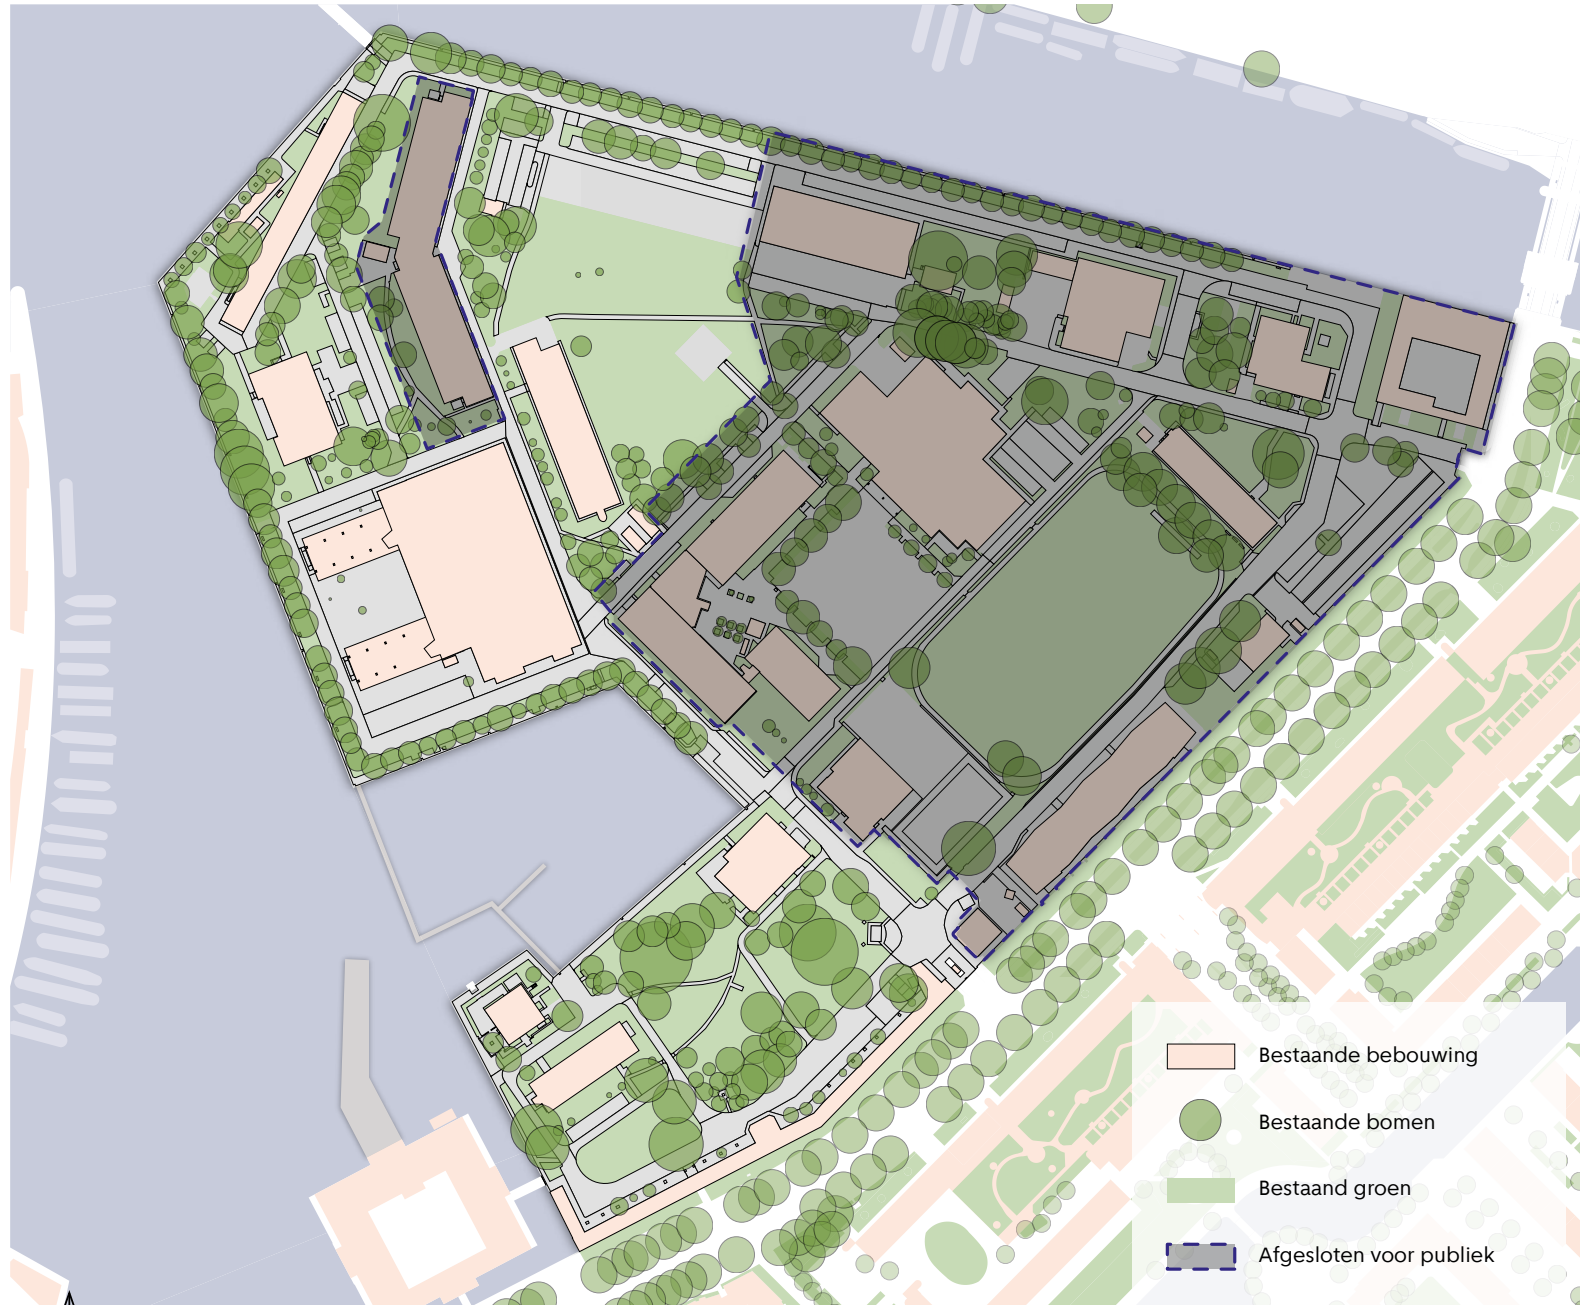 Bestaande bebouwing
Bestaande bomen
Bestaand groen
Afgesloten voor publiek